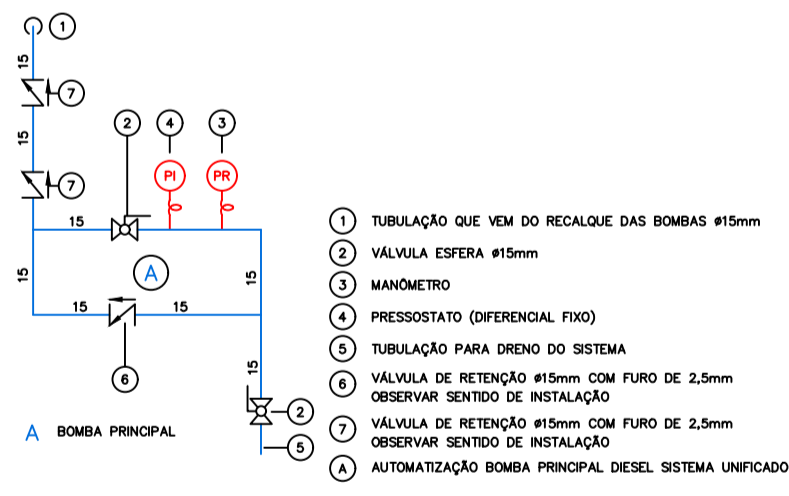 1
15
7
15
2
4
3
7
PI
PR
15
15
A
15
15
15
6
15
2
5
A BOMBA PRINCIPAL
1 TUBULAÇÃO QUE VEM DO RECALQUE DAS BOMBAS ø15mm
2 VÁLVULA ESFERA ø15mm
3 MANÔMETRO
4 PRESSOSTATO (DIFERENCIAL FIXO)
5 TUBULAÇÃO PARA DRENO DO SISTEMA
6 VÁLVULA DE RETENÇÃO ø15mm COM FURO DE 2,5mm
OBSERVAR SENTIDO DE INSTALAÇÃO
7 VÁLVULA DE RETENÇÃO ø15mm COM FURO DE 2,5mm
OBSERVAR SENTIDO DE INSTALAÇÃO
A AUTOMATIZAÇÃO BOMBA PRINCIPAL DIESEL SISTEMA UNIFICADO